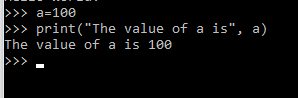 >>> a=100
>>> print("The value of a is", a)
The value of a is 100
>>>